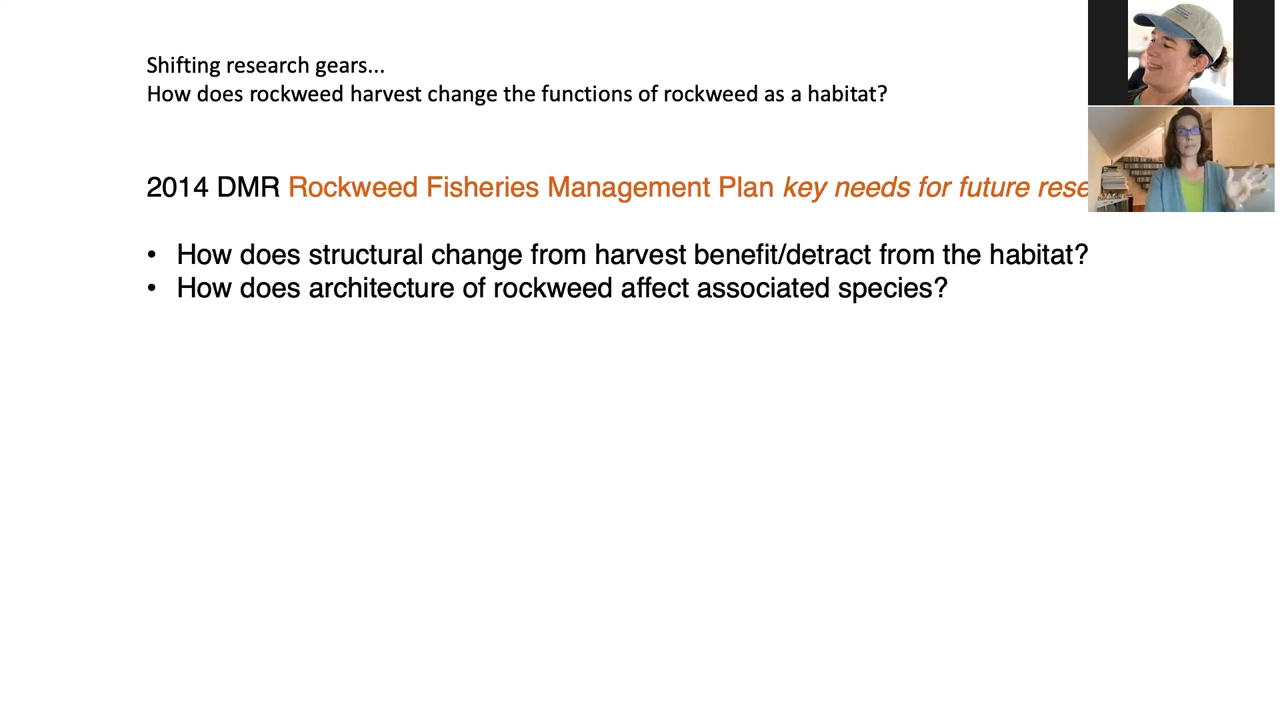 Shifting research gears...
How does rockweed harvest change the functions of rockweed as a habitat?
2014 DMR Rockweed Fisheries Management Plan key needs for future rese
• How does structural change from harvest benefit/detract from the habitat?
• How does architecture of rockweed affect associated species?